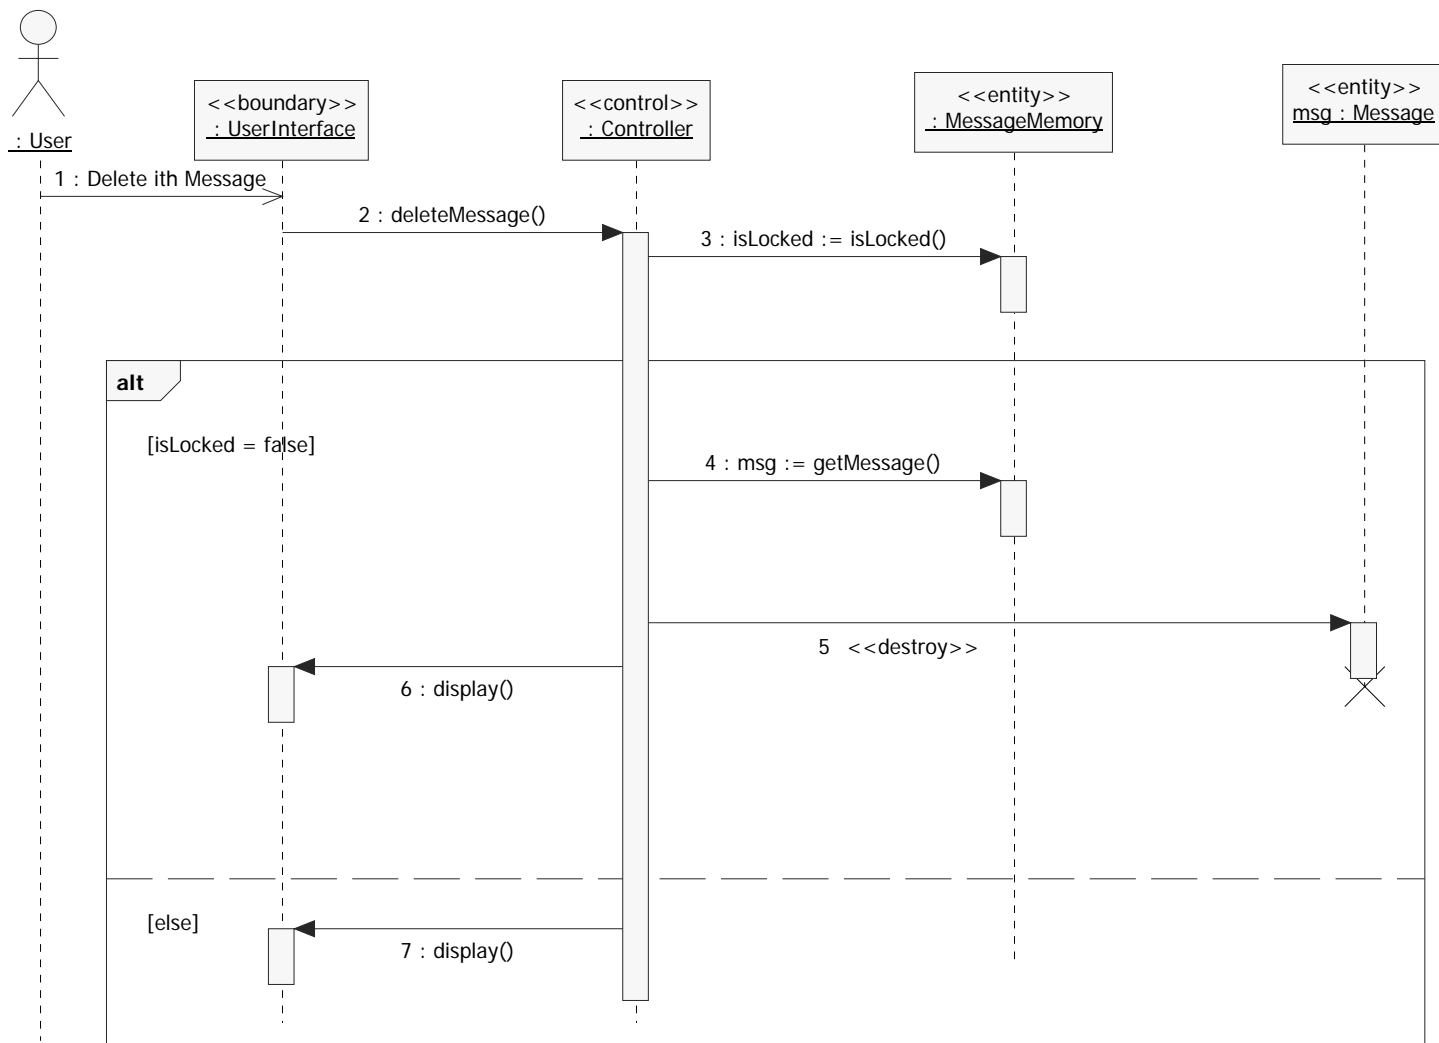 <<boundary>>
: UserInterface
<<control>>
: Controller
<<entity>>
: MessageMemory
<<entity>>
msg : Message
: User
1 : Delete ith Message
2 : deleteMessage()
3 : isLocked := isLocked()
alt
[isLocked = false]
4 : msg := getMessage()
5 <<destroy>>
6 : display()
[else]
7 : display()